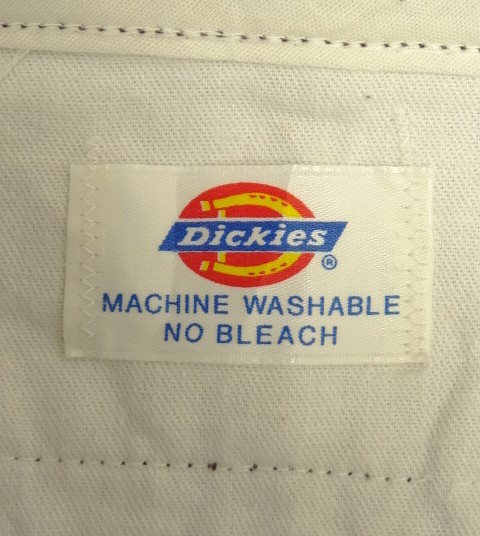 Dickies
®
MACHINE WASHABLE
NO BLEACH